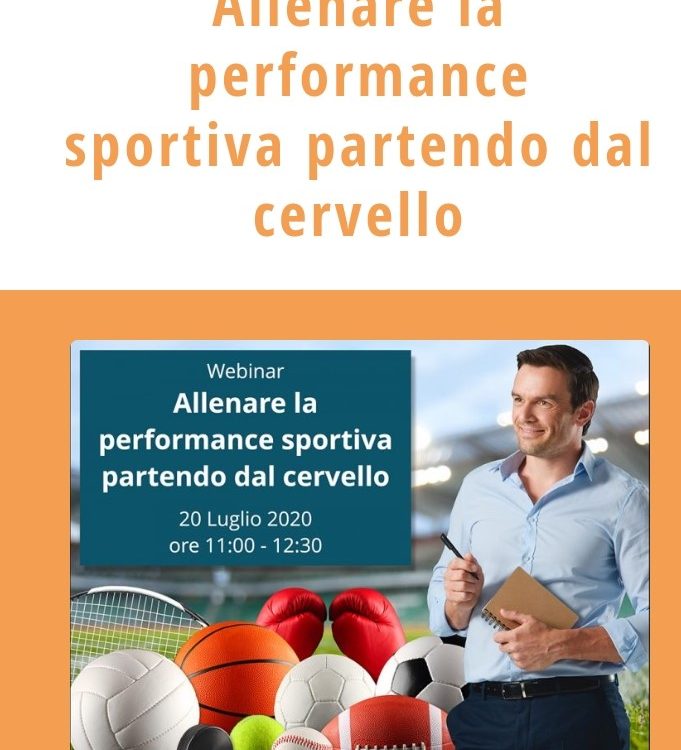 Allenare la
performance
sportiva partendo dal
cervello
Webinar
Allenare la
performance sportiva
partendo dal cervello
20 Luglio 2020
ore 11:00 - 12:30